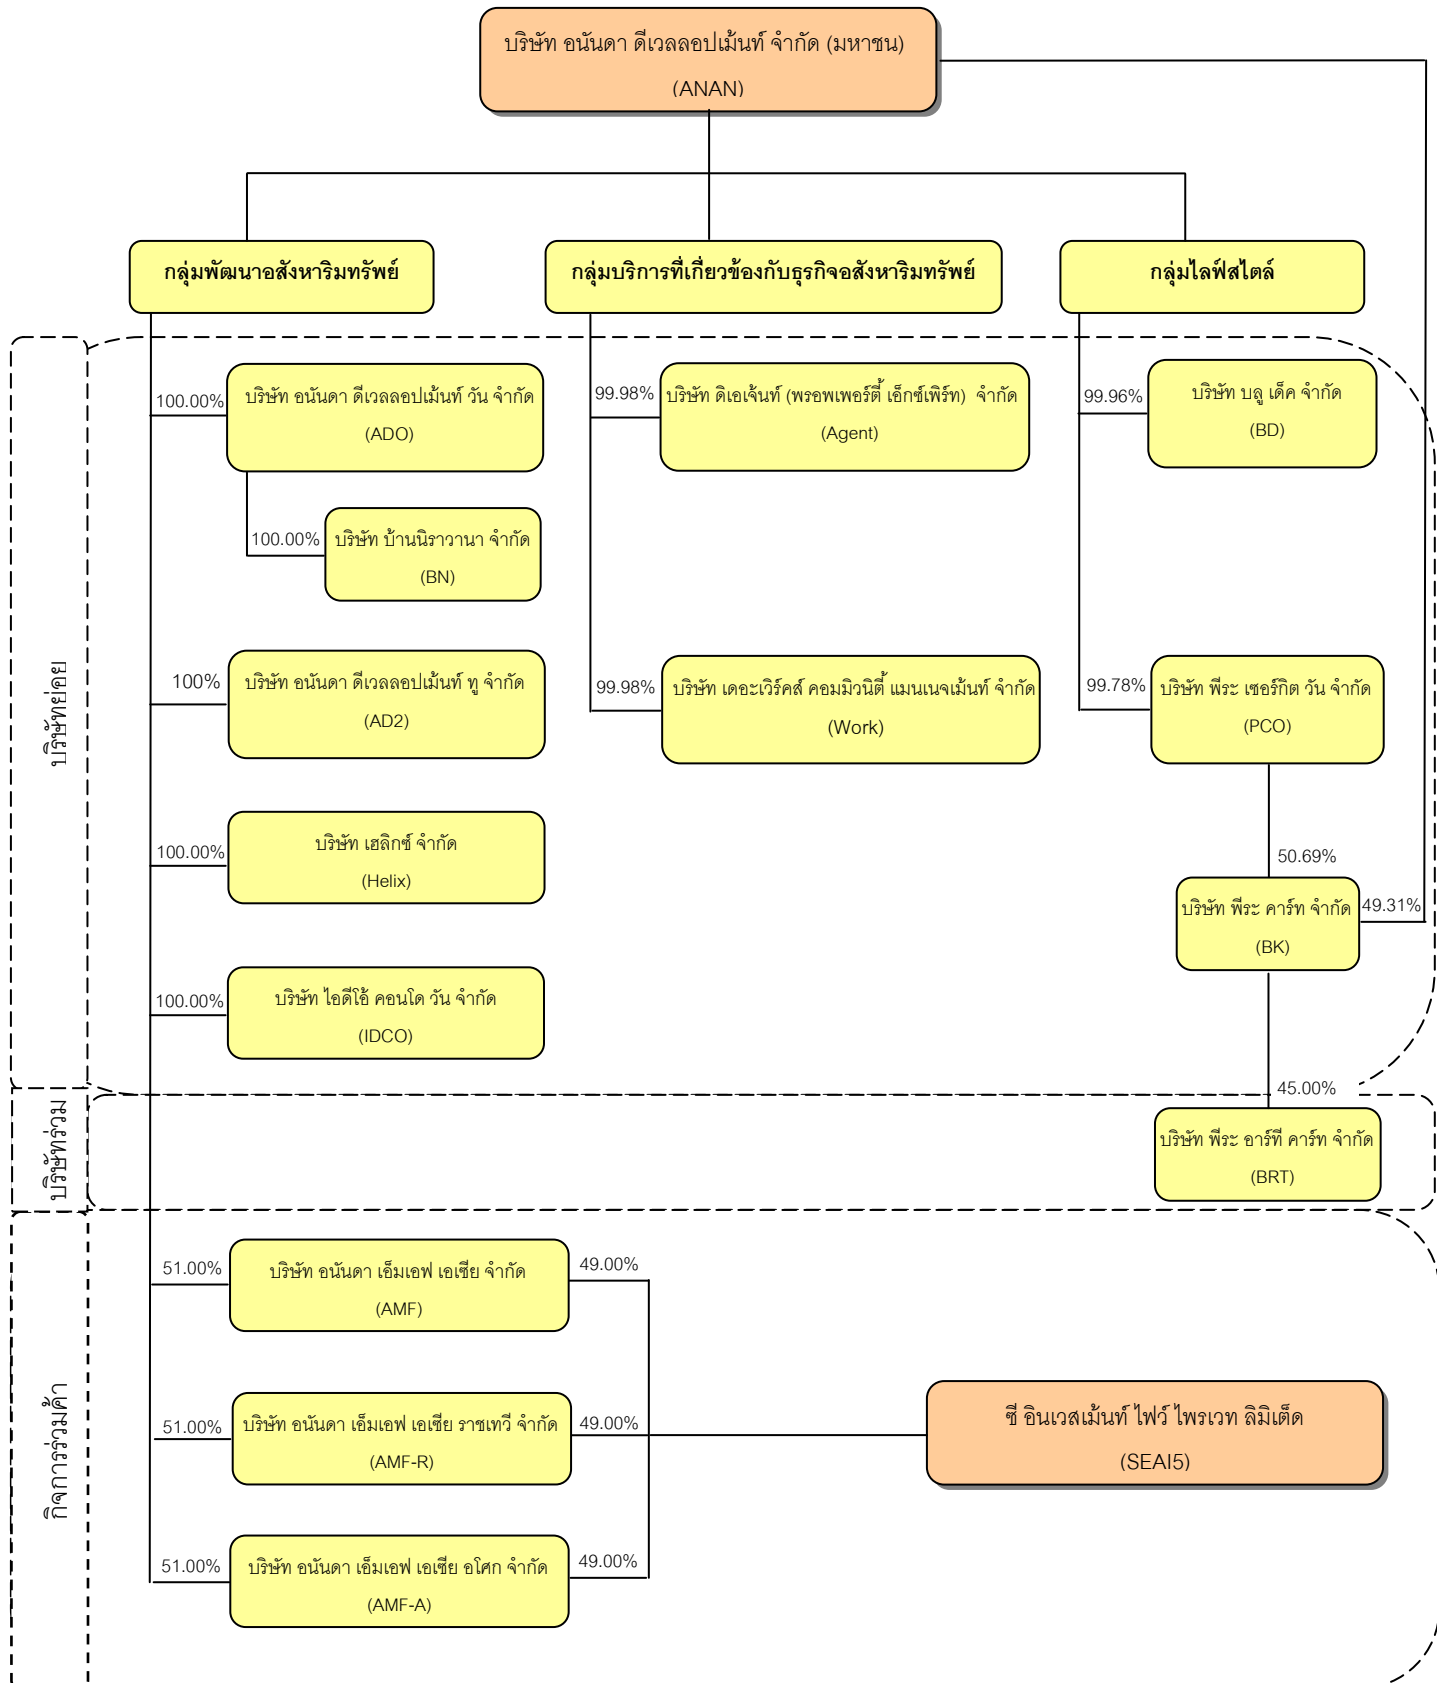 บริษัท อนันดา ดีเวลลอปเม้นท์ จำกัด (มหาชน)
(ANAN)
กลุ่มพัฒนาอสังหาริมทรัพย์
กลุ่มบริการที่เกี่ยวข้องกับธุรกิจอสังหาริมทรัพย์
กลุ่มไลฟ์สไตล์
บริษัทย่อย
100.00%
บริษัท อนันดา ดีเวลลอปเม้นท์ วัน จำกัด
(ADO)
99.98%
บริษัท ดิเอเจ้นท์ (พรอพเพอร์ตี้ เอ็กซ์เพิร์ท) จำกัด
(Agent)
99.96%
บริษัท บลู เด็ค จำกัด
(BD)
100.00%
บริษัท บ้านนิราวานา จำกัด
(BN)
100%
บริษัท อนันดา ดีเวลลอปเม้นท์ ทู จำกัด
(AD2)
99.98%
บริษัท เดอะเวิร์คส์ คอมมิวนิตี้ แมนเนจเม้นท์ จำกัด
(Work)
99.78%
บริษัท พีระ เซอร์กิต วัน จำกัด
(PCO)
100.00%
บริษัท เฮลิกซ์ จำกัด
(Helix)
50.69%
บริษัท พีระ คาร์ท จำกัด
(BK)
49.31%
100.00%
บริษัท ไอดีโอ้ คอนโด วัน จำกัด
(IDCO)
บริษัทร่วม
45.00%
บริษัท พีระ อาร์ที คาร์ท จำกัด
(BRT)
กิจการร่วมค้า
51.00%
บริษัท อนันดา เอ็มเอฟ เอเซีย จำกัด
(AMF)
49.00%
51.00%
บริษัท อนันดา เอ็มเอฟ เอเซีย ราชเทวี จำกัด
(AMF-R)
49.00%
ซี อินเวสเม้นท์ ไฟว์ ไพรเวท ลิมิเต็ด
(SEAI5)
51.00%
บริษัท อนันดา เอ็มเอฟ เอเซีย อโศก จำกัด
(AMF-A)
49.00%